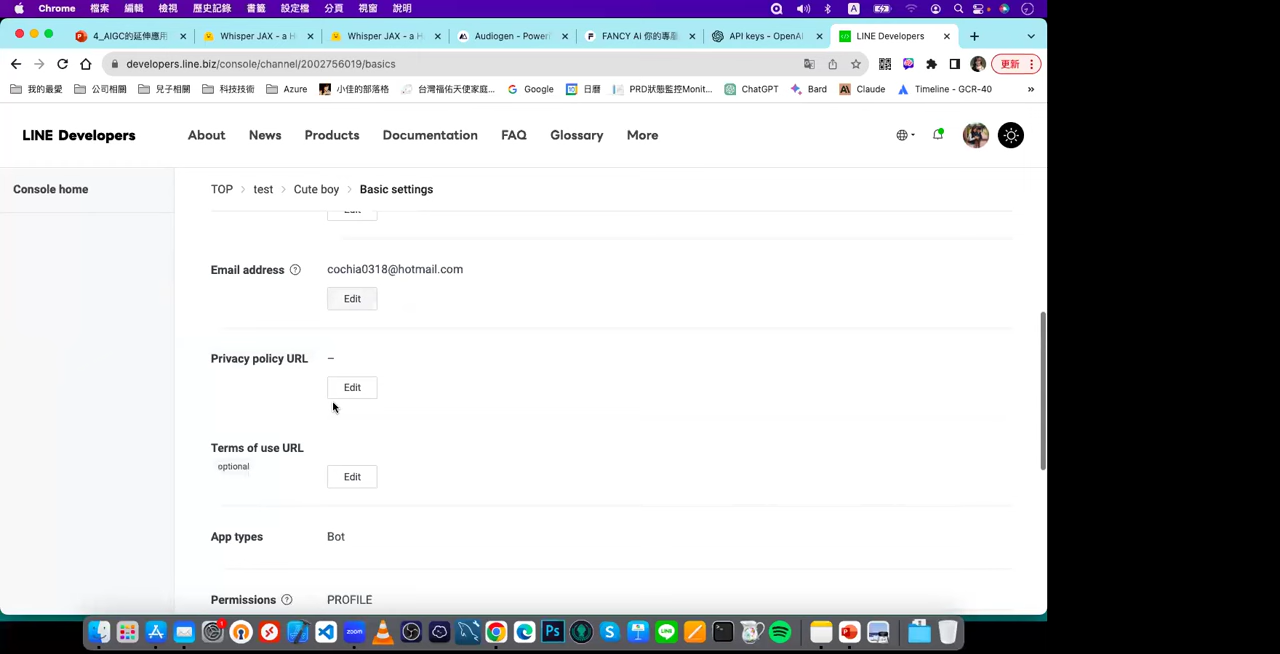 Chrome 檔案 編輯 檢視 歷史記錄 書籤 設定檔 分頁 視窗 說明
4_AIGC的延伸應用 Whisper JAX - a H Whisper JAX - a H Audiogen - Power FANCY Ai 你的專屬 API keys - OpenAI LINE Developers
developers.line.biz/console/channel/2002756019/basics 更新
我的最愛 公司相關 兒子相關 科技技術 Azure 小佳的部落格 台灣福佑天使家庭... Google 日曆 PRD狀態監控Monit... ChatGPT Bard Claude Timeline - GCR-40 »
LINE Developers About News Products Documentation FAQ Glossary More
Console home
TOP > test > Cute boy > Basic settings
Edit
Email address ? cochia0318@hotmail.com
Edit
Privacy policy URL –
Edit
Terms of use URL
optional
Edit
App types Bot
Permissions ? PROFILE
zoom Ps